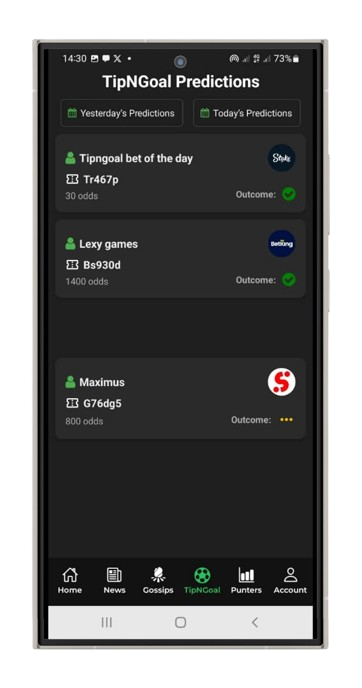 14:30 73%
TipNGoal Predictions
Yesterday's Predictions Today's Predictions
Tipngoal bet of the day Stake
Tr467p
30 odds Outcome:
Lexy games BetKing
Bs930d
1400 odds Outcome:
Maximus
G76dg5
800 odds Outcome:
Home News Gossips TipNGoal Punters Account